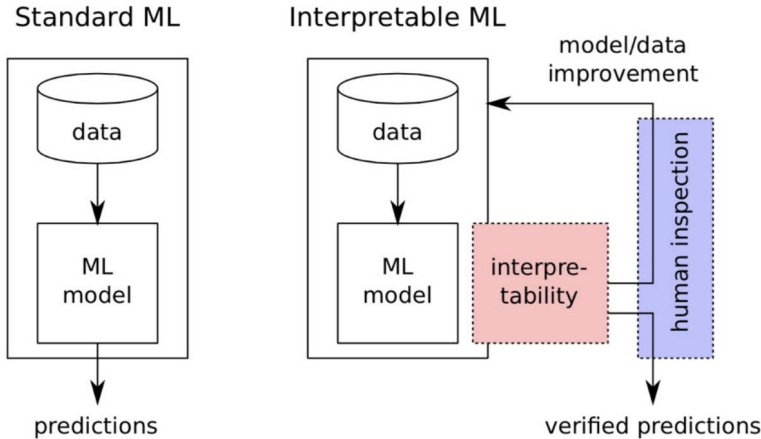 Standard ML
data
ML
model
predictions
Interpretable ML
data
ML
model
interpre-
tability
model/data
improvement
human inspection
verified predictions